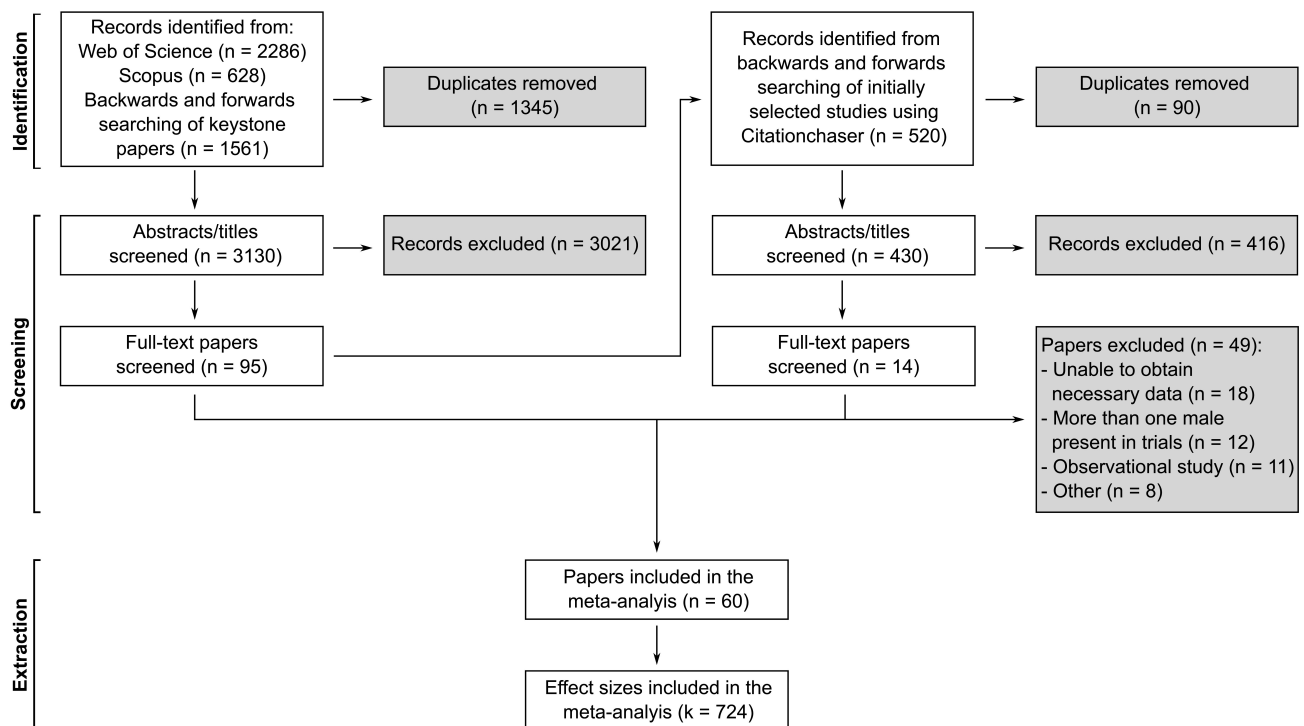 Identification
Records identified from:
Web of Science (n = 2286)
Scopus (n = 628)
Backwards and forwards
searching of keystone
papers (n = 1561)
Duplicates removed
(n = 1345)
Records identified from
backwards and forwards
searching of initially
selected studies using
Citationchaser (n = 520)
Duplicates removed
(n = 90)
Screening
Abstracts/titles
screened (n = 3130)
Records excluded (n = 3021)
Abstracts/titles
screened (n = 430)
Records excluded (n = 416)
Full-text papers
screened (n = 95)
Full-text papers
screened (n = 14)
Papers excluded (n = 49):
- Unable to obtain
necessary data (n = 18)
- More than one male
present in trials (n = 12)
- Observational study (n = 11)
- Other (n = 8)
Extraction
Papers included in the
meta-analyis (n = 60)
Effect sizes included in the
meta-analyis (k = 724)